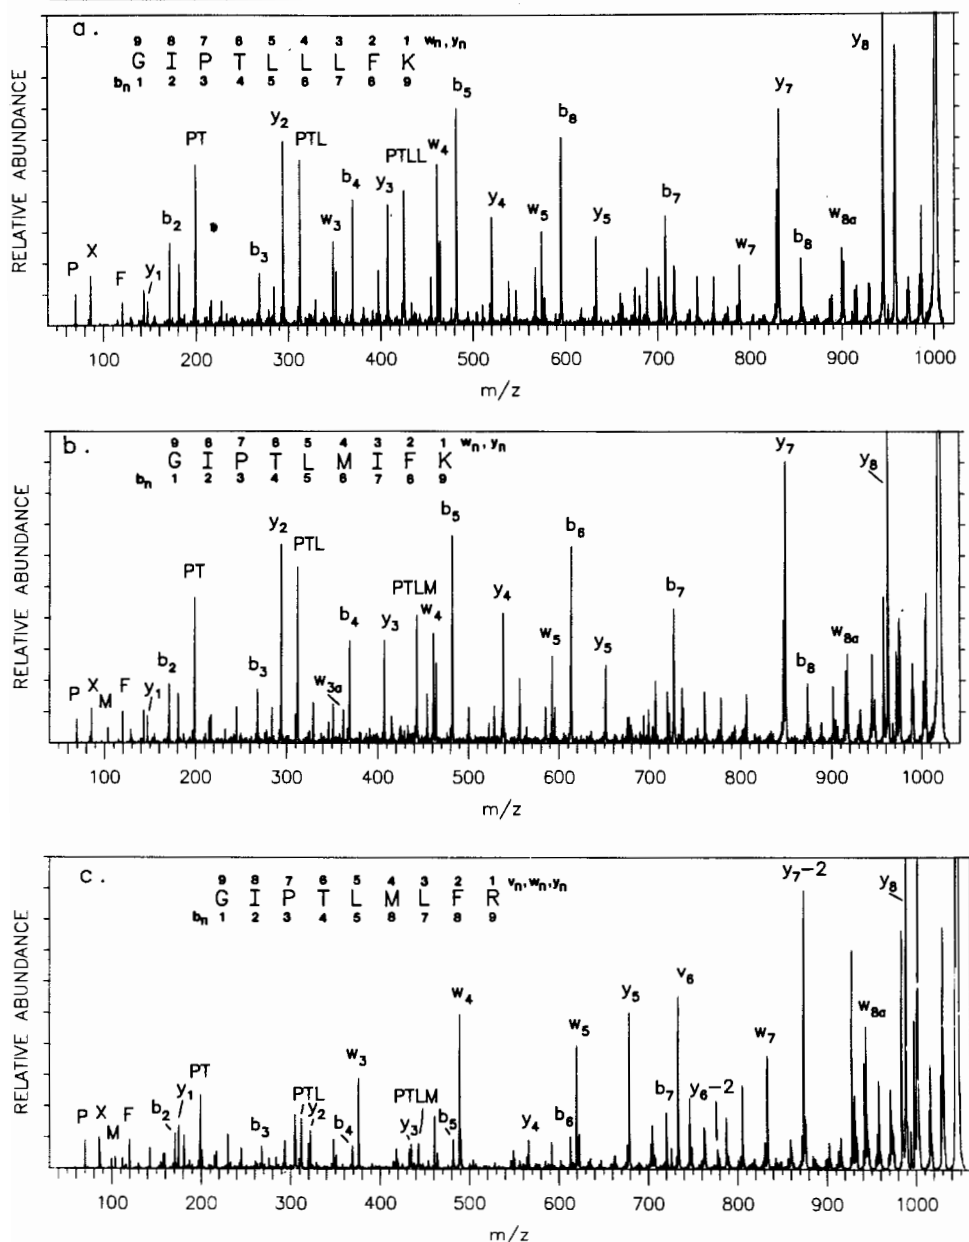 a.
9 8 7 6 5 4 3 2 1 wn, yn
G I P T L L L F K
bn 1 2 3 4 5 6 7 8 9
RELATIVE ABUNDANCE
P X F y1 b2 PT b3 y2 PTL w3 b4 y3 PTLL w4 b5 y4 w5 b8 y5 b7 w7 y7 b8 w8a y8
100 200 300 400 500 600 700 800 900 1000
m/z
b.
9 8 7 6 5 4 3 2 1 wn, yn
G I P T L M I F K
bn 1 2 3 4 5 6 7 8 9
RELATIVE ABUNDANCE
P X M F y1 b2 PT b3 y2 PTL w3a b4 y3 PTLM w4 b5 y4 w5 b6 y5 b7 y7 b8 w8a y8
100 200 300 400 500 600 700 800 900 1000
m/z
c.
9 8 7 6 5 4 3 2 1 vn, wn, yn
G I P T L M L F R
bn 1 2 3 4 5 6 7 8 9
RELATIVE ABUNDANCE
P X M F b2 y1 PT b3 PTL y2 b4 w3 y3 PTLM b5 w4 y4 b6 w5 y5 b7 v6 y6-2 w7 y7-2 w8a y8
100 200 300 400 500 600 700 800 900 1000
m/z